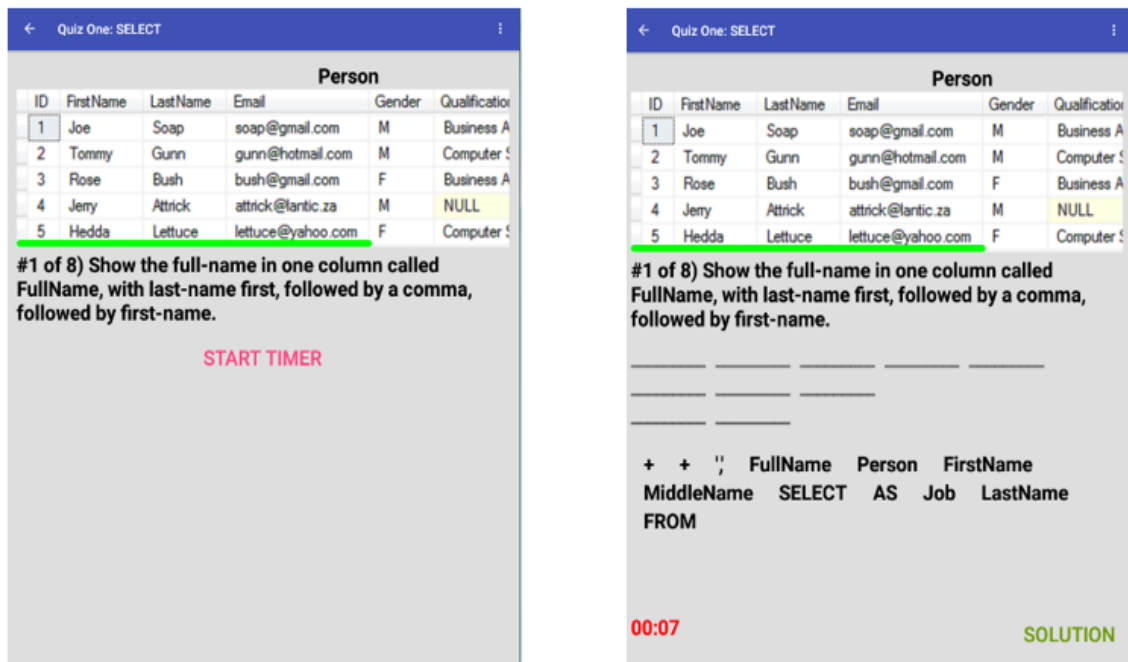 Quiz One: SELECT
Person
ID FirstName LastName Email Gender Qualification
1 Joe Soap soap@gmail.com M Business A
2 Tommy Gunn gunn@hotmail.com M Computer S
3 Rose Bush bush@gmail.com F Business A
4 Jerry Attrick attrick@lantic.za M NULL
5 Hedda Lettuce lettuce@yahoo.com F Computer S
#1 of 8) Show the full-name in one column called
FullName, with last-name first, followed by a comma,
followed by first-name.
START TIMER
Quiz One: SELECT
Person
ID FirstName LastName Email Gender Qualification
1 Joe Soap soap@gmail.com M Business A
2 Tommy Gunn gunn@hotmail.com M Computer S
3 Rose Bush bush@gmail.com F Business A
4 Jerry Attrick attrick@lantic.za M NULL
5 Hedda Lettuce lettuce@yahoo.com F Computer S
#1 of 8) Show the full-name in one column called
FullName, with last-name first, followed by a comma,
followed by first-name.
+ + ',' FullName Person FirstName
MiddleName SELECT AS Job LastName
FROM
00:07
SOLUTION